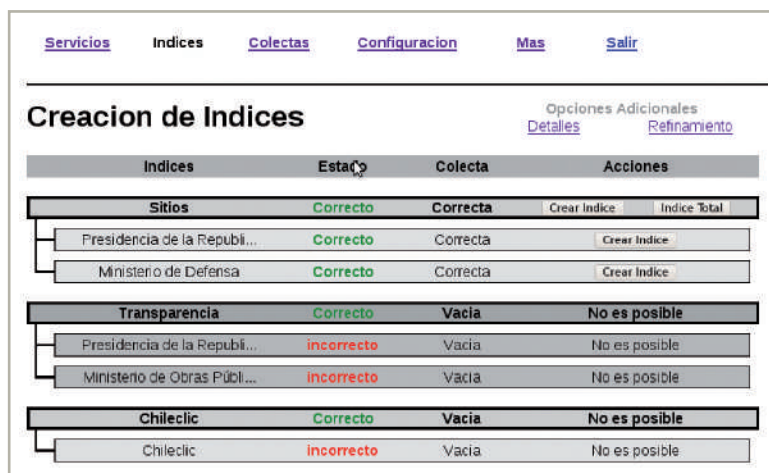 Servicios Indices Colectas Configuracion Mas Salir
Creacion de Indices
Opciones Adicionales
Detalles Refinamiento
Indices Estado Colecta Acciones
Sitios Correcto Correcta Crear Indice Indice Total
Presidencia de la Republi... Correcto Correcta Crear Indice
Ministerio de Defensa Correcto Correcta Crear Indice
Transparencia Correcto Vacia No es posible
Presidencia de la Republi... incorrecto Vacia No es posible
Ministerio de Obras Públi... incorrecto Vacia No es posible
Chileclic Correcto Vacia No es posible
Chileclic incorrecto Vacia No es posible